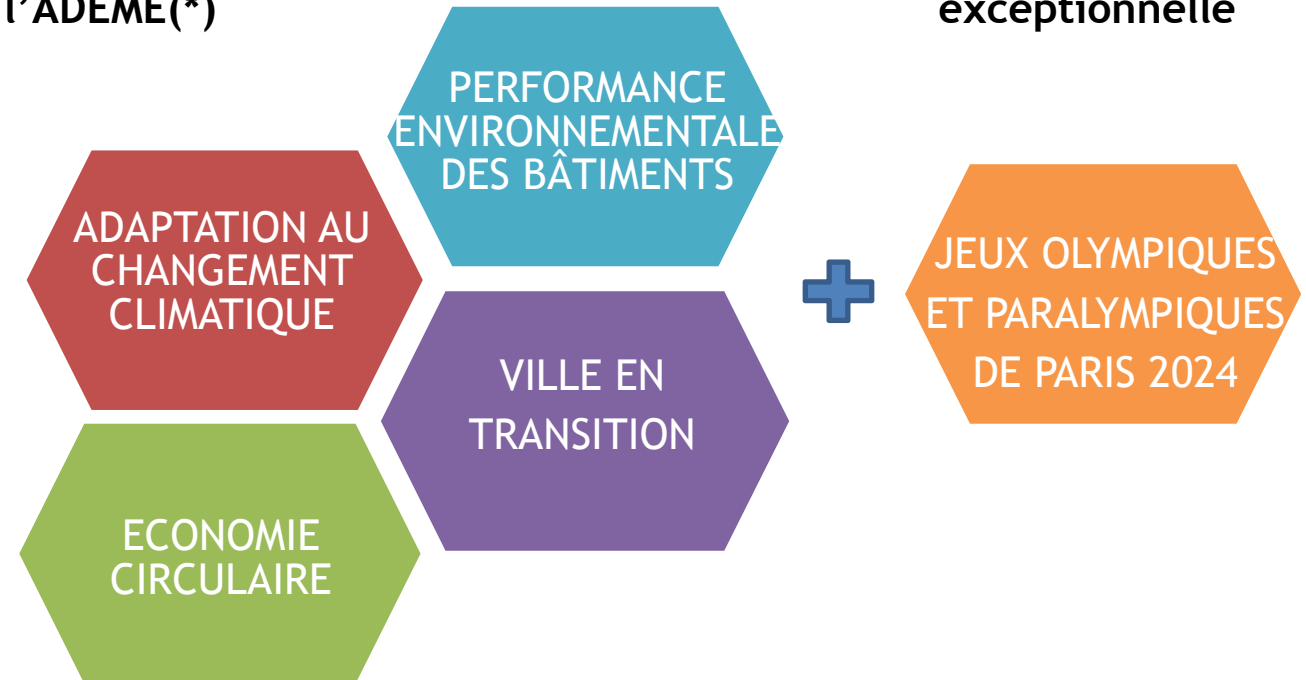 l'ADEME(*)
exceptionnelle
PERFORMANCE
ENVIRONNEMENTALE
DES BÂTIMENTS
ADAPTATION AU
CHANGEMENT
CLIMATIQUE
VILLE EN
TRANSITION
ECONOMIE
CIRCULAIRE
JEUX OLYMPIQUES
ET PARALYMPIQUES
DE PARIS 2024